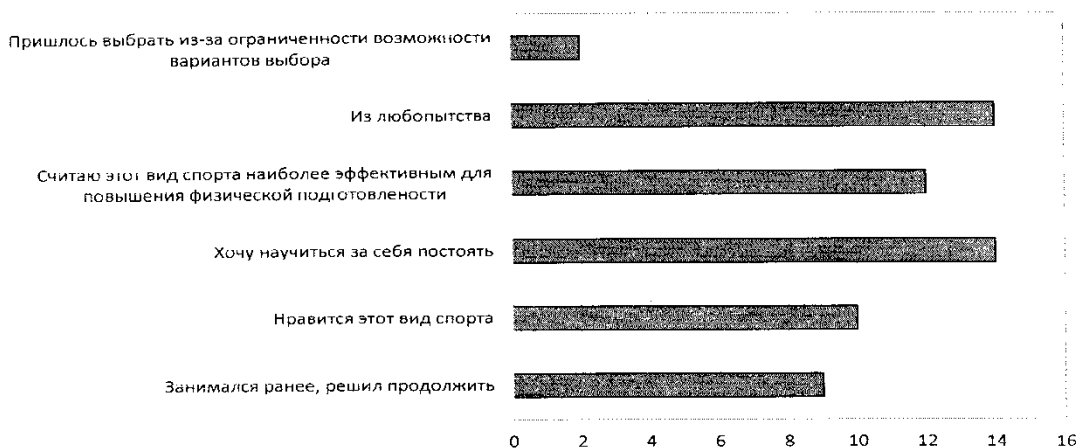 Пришлось выбрать из-за ограниченности возможности
вариантов выбора
Из любопытства
Считаю этот вид спорта наиболее эффективным для
повышения физической подготовлености
Хочу научиться за себя постоять
Нравится этот вид спорта
Занимался ранее, решил продолжить
0 2 4 6 8 10 12 14 16